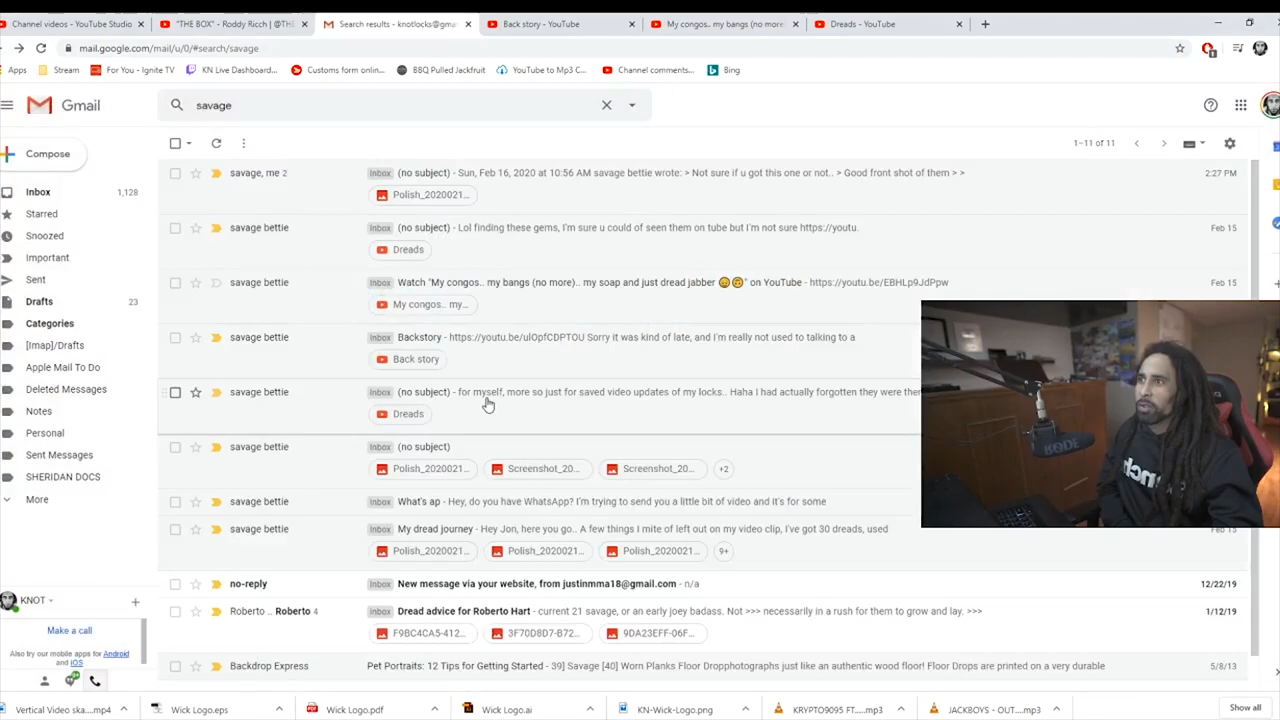 Channel videos - YouTube Studio
"THE BOX" - Roddy Ricch | @THE
Search results - knotlocks@gma
Back story - YouTube
My congos.. my bangs (no more
Dreads - YouTube
mail.google.com/mail/u/0/#search/savage
Apps
Stream
For You - Ignite TV
KN Live Dashboard...
Customs form onlin...
BBQ Pulled Jackfruit
YouTube to Mp3 C...
Channel comments...
Bing
Gmail
savage
Compose
1–11 of 11
Inbox 1,128
Starred
Snoozed
Important
Sent
Drafts 23
Categories
[Imap]/Drafts
Apple Mail To Do
Deleted Messages
Notes
Personal
Sent Messages
SHERIDAN DOCS
More
savage, me 2 Inbox (no subject) - Sun, Feb 16, 2020 at 10:56 AM savage bettie wrote: > Not sure if u got this one or not.. > Good front shot of them > > 2:27 PM
Polish_2020021...
savage bettie Inbox (no subject) - Lol finding these gems, I'm sure u could of seen them on tube but I'm not sure https://youtu. Feb 15
Dreads
savage bettie Inbox Watch "My congos.. my bangs (no more).. my soap and just dread jabber 😊🙃" on YouTube - https://youtu.be/EBHLp9JdPpw Feb 15
My congos.. my...
savage bettie Inbox Backstory - https://youtu.be/ulOpfCDPTOU Sorry it was kind of late, and I'm really not used to talking to a
Back story
savage bettie Inbox (no subject) - for myself, more so just for saved video updates of my locks.. Haha I had actually forgotten they were
Dreads
savage bettie Inbox (no subject)
Polish_2020021... Screenshot_20... Screenshot_20... +2
savage bettie Inbox What's ap - Hey, do you have WhatsApp? I'm trying to send you a little bit of video and it's for some
savage bettie Inbox My dread journey - Hey Jon, here you go.. A few things I mite of left out on my video clip, I've got 30 dreads, used Feb 15
Polish_2020021... Polish_2020021... Polish_2020021... 9+
no-reply Inbox New message via your website, from justinmma18@gmail.com - n/a 12/22/19
Roberto .. Roberto 4 Inbox Dread advice for Roberto Hart - current 21 savage, or an early joey badass. Not >>> necessarily in a rush for them to grow and lay. >>> 1/12/19
F9BC4CA5-412... 3F70D8D7-B72... 9DA23EFF-06F...
Backdrop Express Pet Portraits: 12 Tips for Getting Started - 39] Savage [40] Worn Planks Floor Dropphotographs just like an authentic wood floor! Floor Drops are printed on a very durable 5/8/13
KNOT
Make a call
Also try our mobile apps for Android
and iOS
RODE
Vertical Video ska....mp4
Wick Logo.eps
Wick Logo.pdf
Wick Logo.ai
KN-Wick-Logo.png
KRYPTO9095 FT.....mp3
JACKBOYS - OUT....mp3
Show all